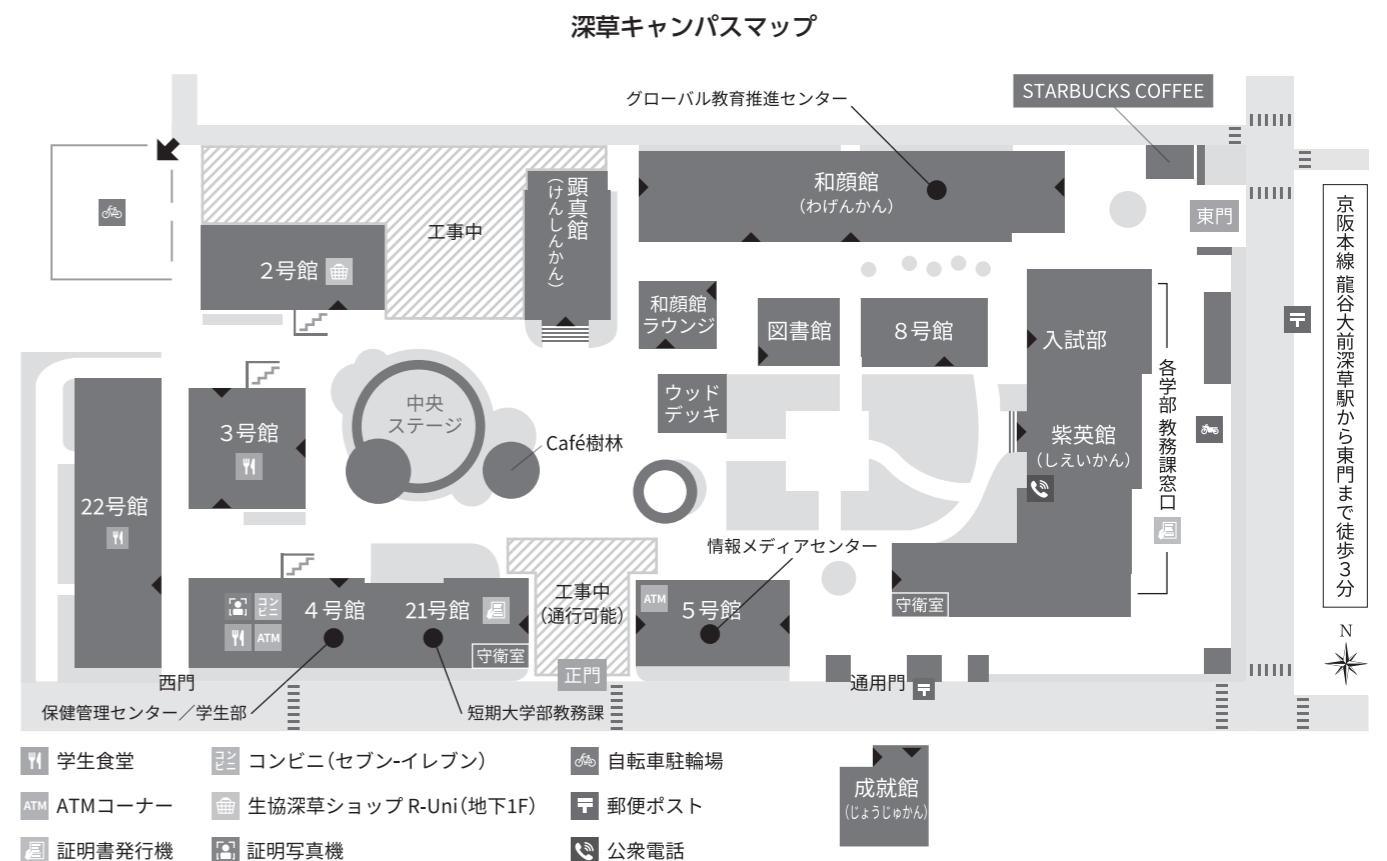 深草キャンパスマップ
グローバル教育推進センター
STARBUCKS COFFEE
和顔館
(わげんかん)
顕真館
(けんしんかん)
工事中
東門
2号館
和顔館
ラウンジ
図書館
8号館
入試部
京阪本線 龍谷大前深草駅から東門まで徒歩3分
各学部 教務課窓口
中央
ステージ
ウッド
デッキ
3号館
Café樹林
紫英館
(しえいかん)
22号館
情報メディアセンター
コン
ビニ
4号館
21号館
工事中
(通行可能)
ATM
5号館
守衛室
ATM
守衛室
N
正門
西門
通用門
保健管理センター/学生部
短期大学部教務課
学生食堂
コン
ビニ
コンビニ(セブン-イレブン)
自転車駐輪場
ATM
ATMコーナー
生協深草ショップ R-Uni(地下1F)
郵便ポスト
成就館
(じょうじゅかん)
証明書発行機
証明写真機
公衆電話